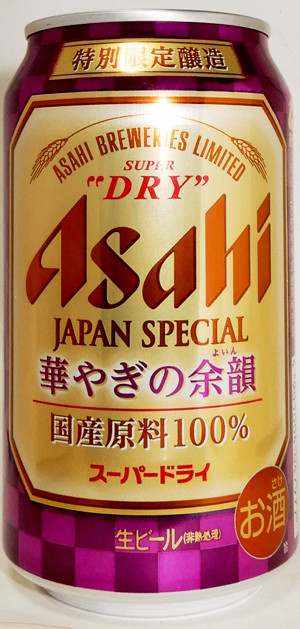 特別限定醸造
ASAHI BREWERIES LIMITED
SUPER
"DRY"
Asahi
JAPAN SPECIAL
よいん
華やぎの余韻
国産原料100%
スーパードライ
さけ
お酒
生ビール(非熱処理)